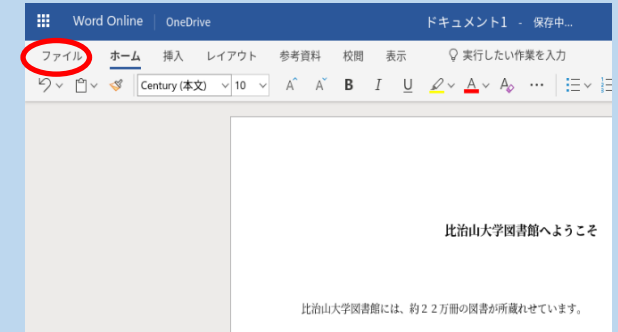 Word Online OneDrive ドキュメント1 - 保存中...
ファイル ホーム 挿入 レイアウト 参考資料 校閲 表示 実行したい作業を入力
Century (本文) 10 A A B I U A A ...
比治山大学図書館へようこそ
比治山大学図書館には、約２２万冊の図書が所蔵れせています。